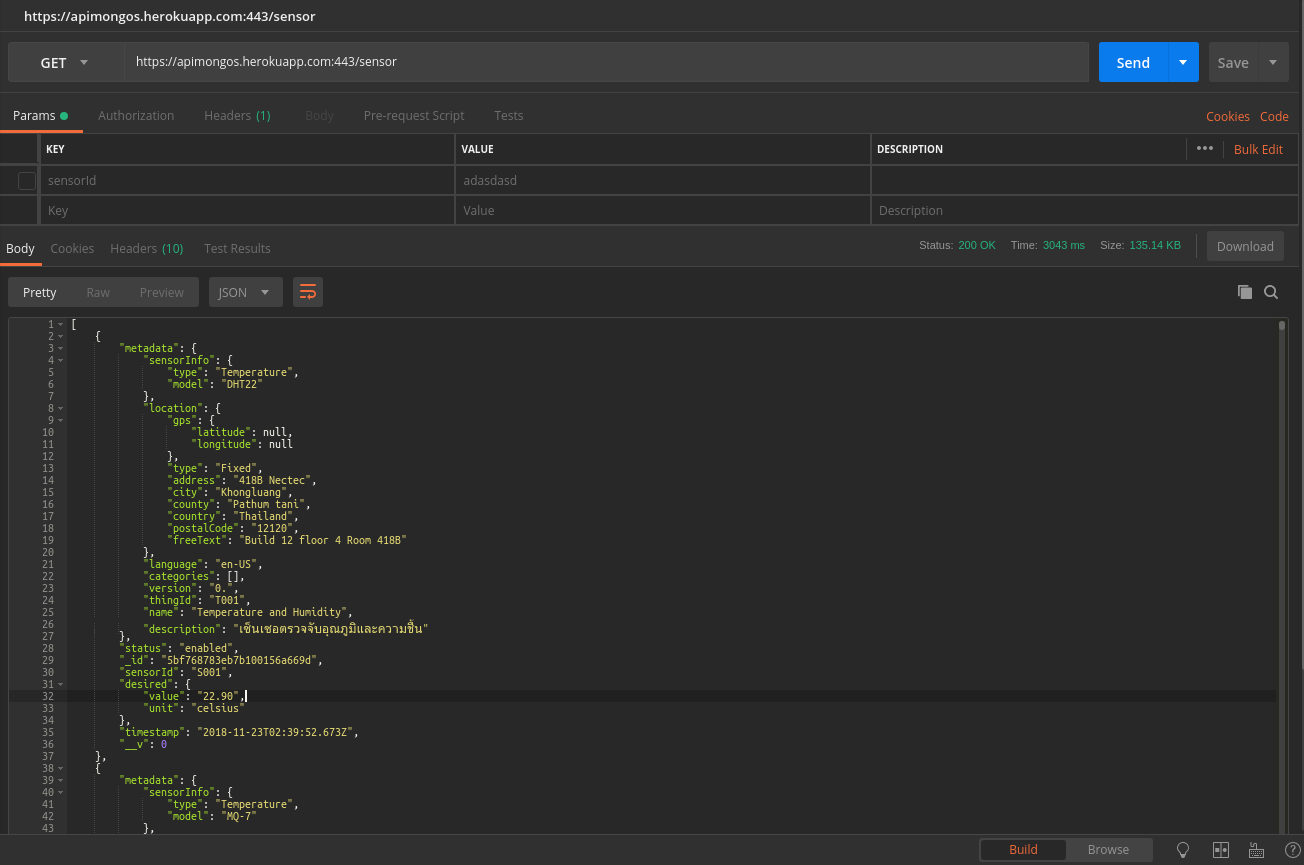 https://apimongos.herokuapp.com:443/sensor
GET https://apimongos.herokuapp.com:443/sensor Send Save
Params Authorization Headers (1) Body Pre-request Script Tests Cookies Code
KEY VALUE DESCRIPTION ••• Bulk Edit
sensorId adasdasd
Key Value Description
Body Cookies Headers (10) Test Results Status: 200 OK Time: 3043 ms Size: 135.14 KB Download
Pretty Raw Preview JSON
1 [
2 {
3 "metadata": {
4 "sensorInfo": {
5 "type": "Temperature",
6 "model": "DHT22"
7 },
8 "location": {
9 "gps": {
10 "latitude": null,
11 "longitude": null
12 },
13 "type": "Fixed",
14 "address": "418B Nectec",
15 "city": "Khongluang",
16 "county": "Pathum tani",
17 "country": "Thailand",
18 "postalCode": "12120",
19 "freeText": "Build 12 floor 4 Room 418B"
20 },
21 "language": "en-US",
22 "categories": [],
23 "version": "0.",
24 "thingId": "T001",
25 "name": "Temperature and Humidity",
26 "description": "เซ็นเซอตรวจจับอุณภูมิและความชื้น"
27 },
28 "status": "enabled",
29 "_id": "5bf768783eb7b100156a669d",
30 "sensorId": "S001",
31 "desired": {
32 "value": "22.90",
33 "unit": "celsius"
34 },
35 "timestamp": "2018-11-23T02:39:52.673Z",
36 "__v": 0
37 },
38 {
39 "metadata": {
40 "sensorInfo": {
41 "type": "Temperature",
42 "model": "MQ-7"
43 },
Build Browse